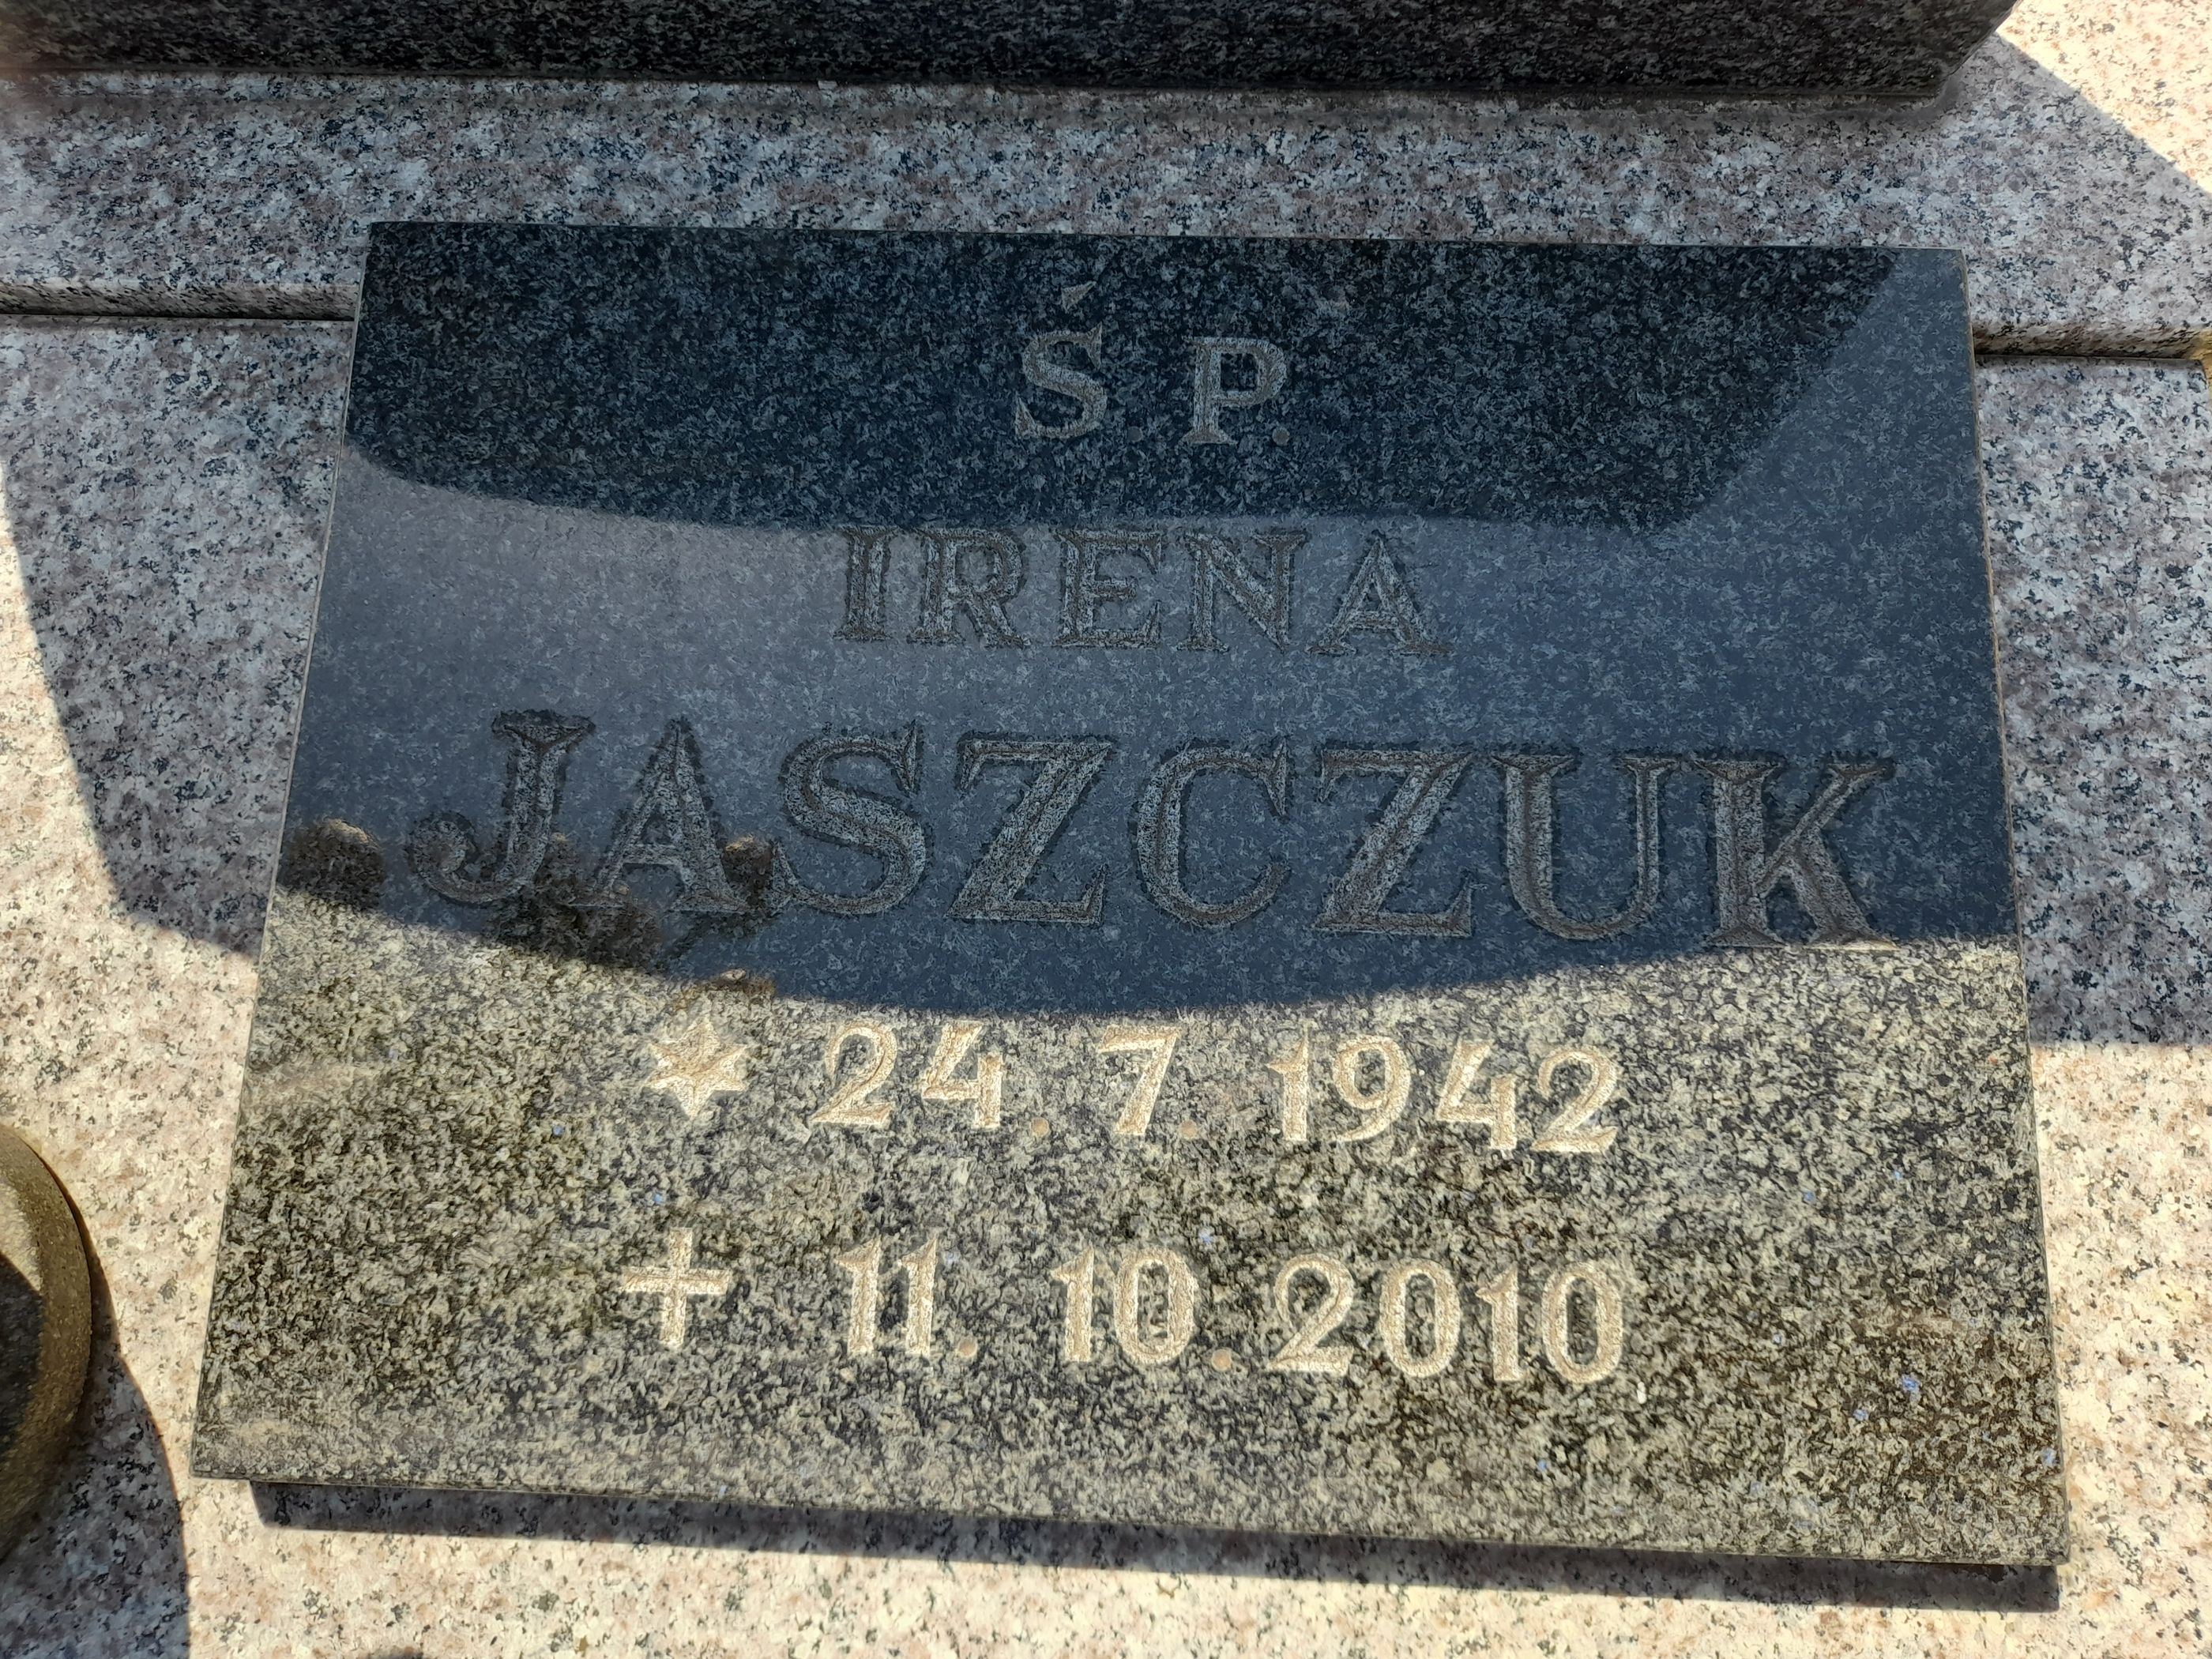 Ś.P.
IRENA
JASZCZUK
✶ 24.7.1942
✝ 11.10.2010